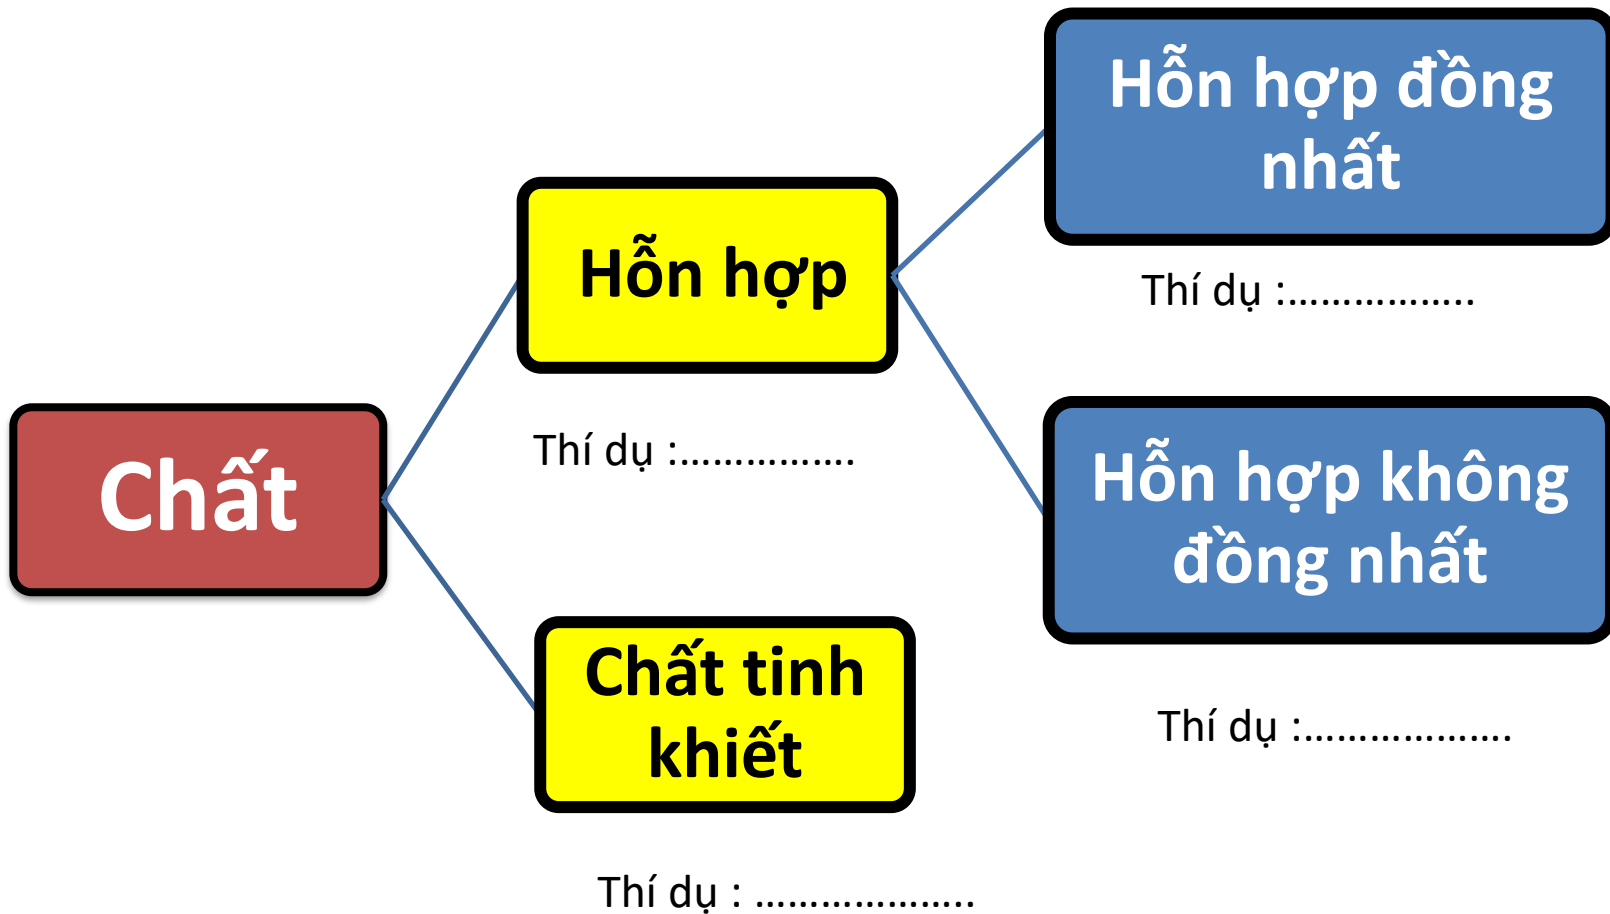 Hỗn hợp đồng
nhất
Thí dụ :……………..
Hỗn hợp
Thí dụ :…………….
Chất
Hỗn hợp không
đồng nhất
Thí dụ :……………….
Chất tinh
khiết
Thí dụ : ………………..